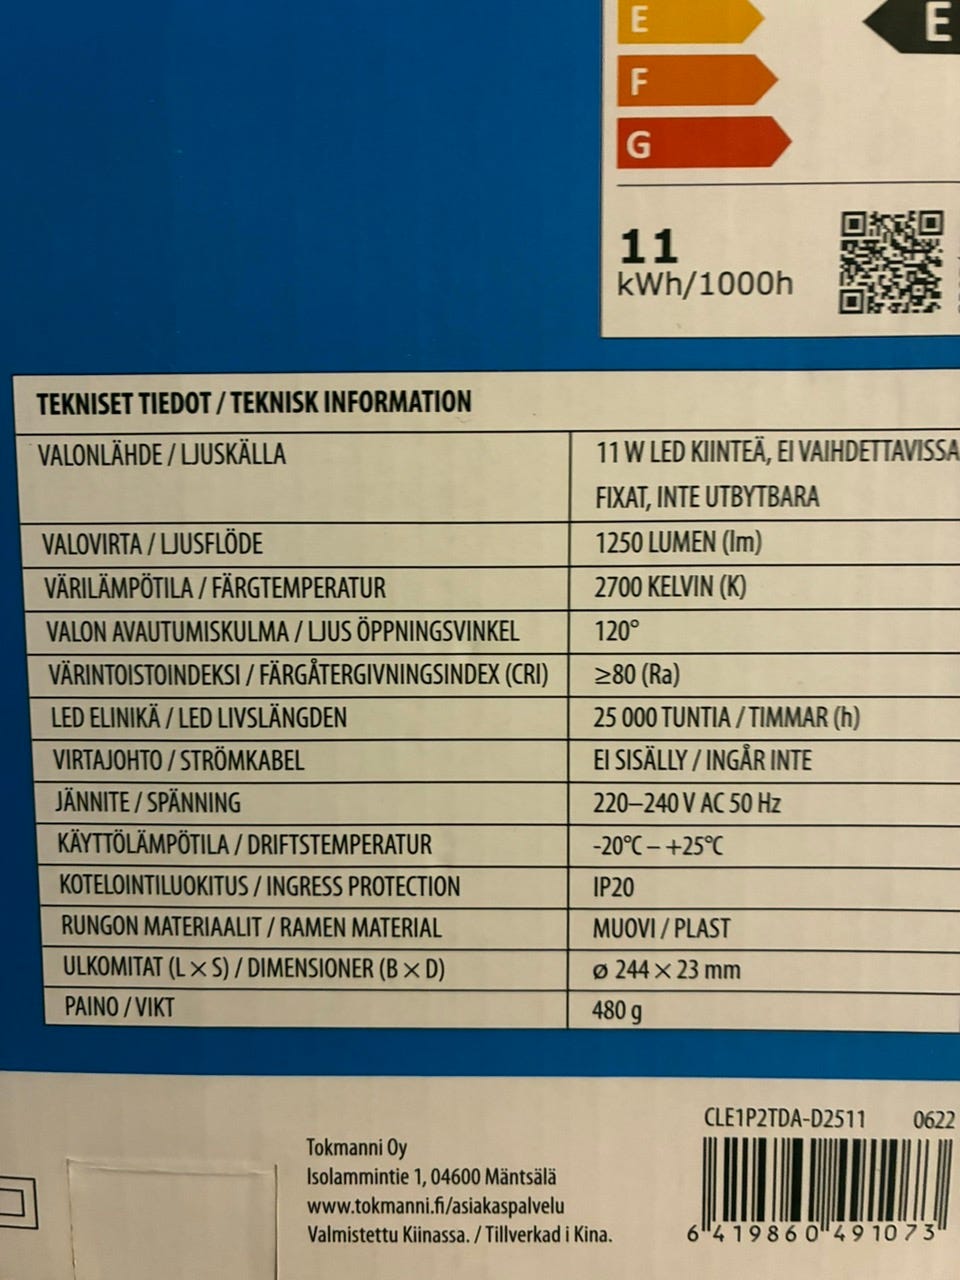 E
E
F
G
11
kWh/1000h
TEKNISET TIEDOT / TEKNISK INFORMATION
VALONLÄHDE / LJUSKÄLLA 11 W LED KIINTEÄ, EI VAIHDETTAVISSA
FIXAT, INTE UTBYTBARA
VALOVIRTA / LJUSFLÖDE 1250 LUMEN (lm)
VÄRILÄMPÖTILA / FÄRGTEMPERATUR 2700 KELVIN (K)
VALON AVAUTUMISKULMA / LJUS ÖPPNINGSVINKEL 120°
VÄRINTOISTOINDEKSI / FÄRGÅTERGIVNINGSINDEX (CRI) ≥80 (Ra)
LED ELINIKÄ / LED LIVSLÄNGDEN 25 000 TUNTIA / TIMMAR (h)
VIRTAJOHTO / STRÖMKABEL EI SISÄLLY / INGÅR INTE
JÄNNITE / SPÄNNING 220–240 V AC 50 Hz
KÄYTTÖLÄMPÖTILA / DRIFTSTEMPERATUR -20°C – +25°C
KOTELOINTILUOKITUS / INGRESS PROTECTION IP20
RUNGON MATERIAALIT / RAMEN MATERIAL MUOVI / PLAST
ULKOMITAT (L × S) / DIMENSIONER (B × D) ø 244 × 23 mm
PAINO / VIKT 480 g
CLE1P2TDA-D2511 0622
Tokmanni Oy
Isolammintie 1, 04600 Mäntsälä
www.tokmanni.fi/asiakaspalvelu
Valmistettu Kiinassa. / Tillverkad i Kina.
6 419860 491073